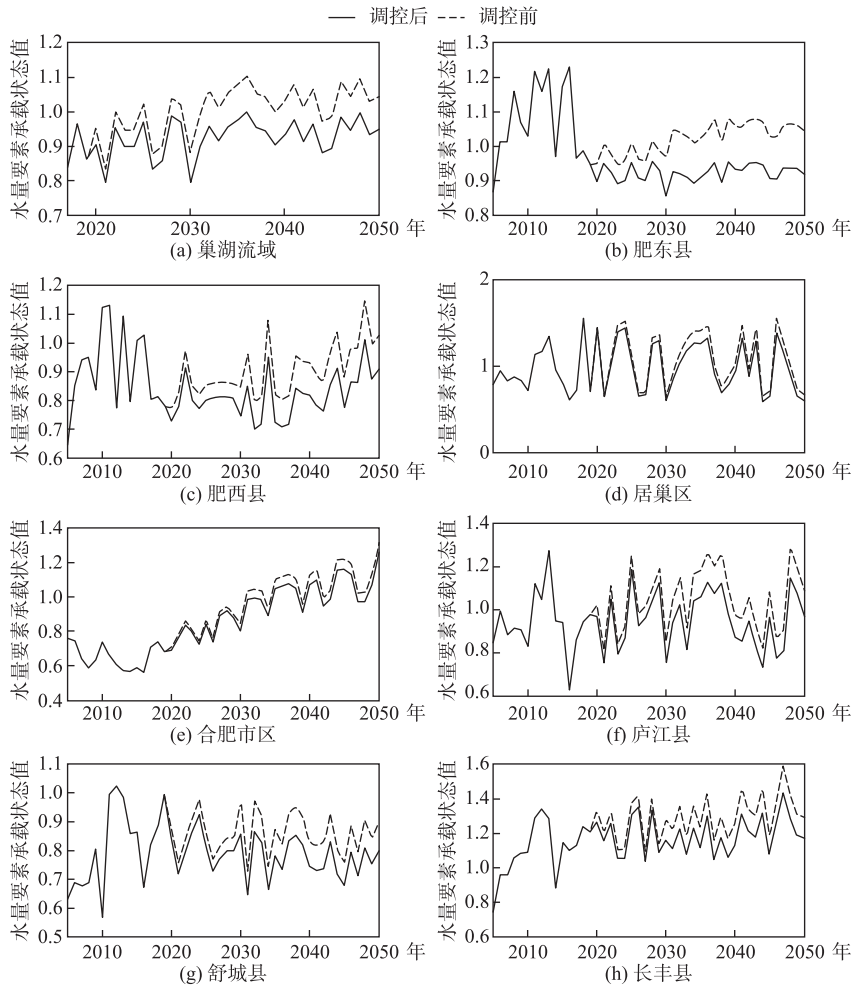 调控后 调控前
水量要素承载状态值
1.3
1.2
1.1
1.0
0.9
0.8
0.7
2020 2030 2040 2050 年
(a) 巢湖流域
水量要素承载状态值
1.3
1.2
1.1
1.0
0.9
0.8
2010 2020 2030 2040 2050 年
(b) 肥东县
水量要素承载状态值
1.2
1.1
1.0
0.9
0.8
0.7
0.6
2010 2020 2030 2040 2050 年
(c) 肥西县
水量要素承载状态值
2
1
0
2010 2020 2030 2040 2050 年
(d) 居巢区
水量要素承载状态值
1.4
1.2
1.0
0.8
0.6
0.4
2010 2020 2030 2040 2050 年
(e) 合肥市区
水量要素承载状态值
1.4
1.2
1.0
0.8
0.6
2010 2020 2030 2040 2050 年
(f) 庐江县
水量要素承载状态值
1.1
1.0
0.9
0.8
0.7
0.6
0.5
2010 2020 2030 2040 2050 年
(g) 舒城县
水量要素承载状态值
1.6
1.4
1.2
1.0
0.8
0.6
2010 2020 2030 2040 2050 年
(h) 长丰县